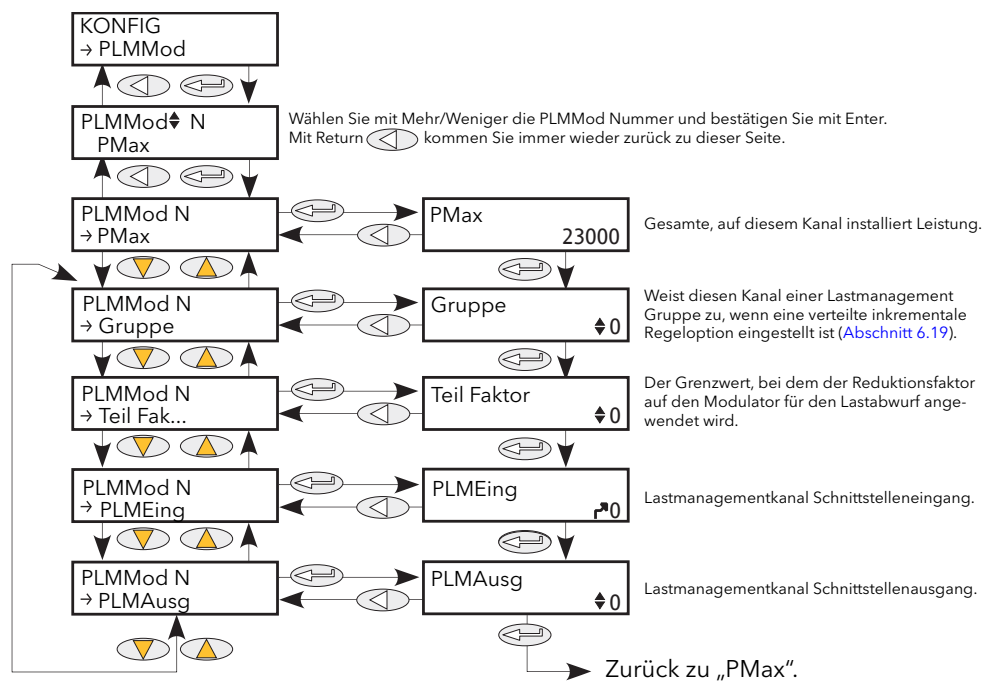 KONFIG
→ PLMMod
PLMMod♦ N
PMax
Wählen Sie mit Mehr/Weniger die PLMMod Nummer und bestätigen Sie mit Enter.
Mit Return kommen Sie immer wieder zurück zu dieser Seite.
PLMMod N
→ PMax
PMax
23000
Gesamte, auf diesem Kanal installiert Leistung.
PLMMod N
→ Gruppe
Gruppe
♦0
Weist diesen Kanal einer Lastmanagement
Gruppe zu, wenn eine verteilte inkrementale
Regeloption eingestellt ist (Abschnitt 6.19).
PLMMod N
→ Teil Fak...
Teil Faktor
♦0
Der Grenzwert, bei dem der Reduktionsfaktor
auf den Modulator für den Lastabwurf ange-
wendet wird.
PLMMod N
→ PLMEing
PLMEing
0
Lastmanagementkanal Schnittstelleneingang.
PLMMod N
→ PLMAusg
PLMAusg
♦0
Lastmanagementkanal Schnittstellenausgang.
Zurück zu „PMax“.